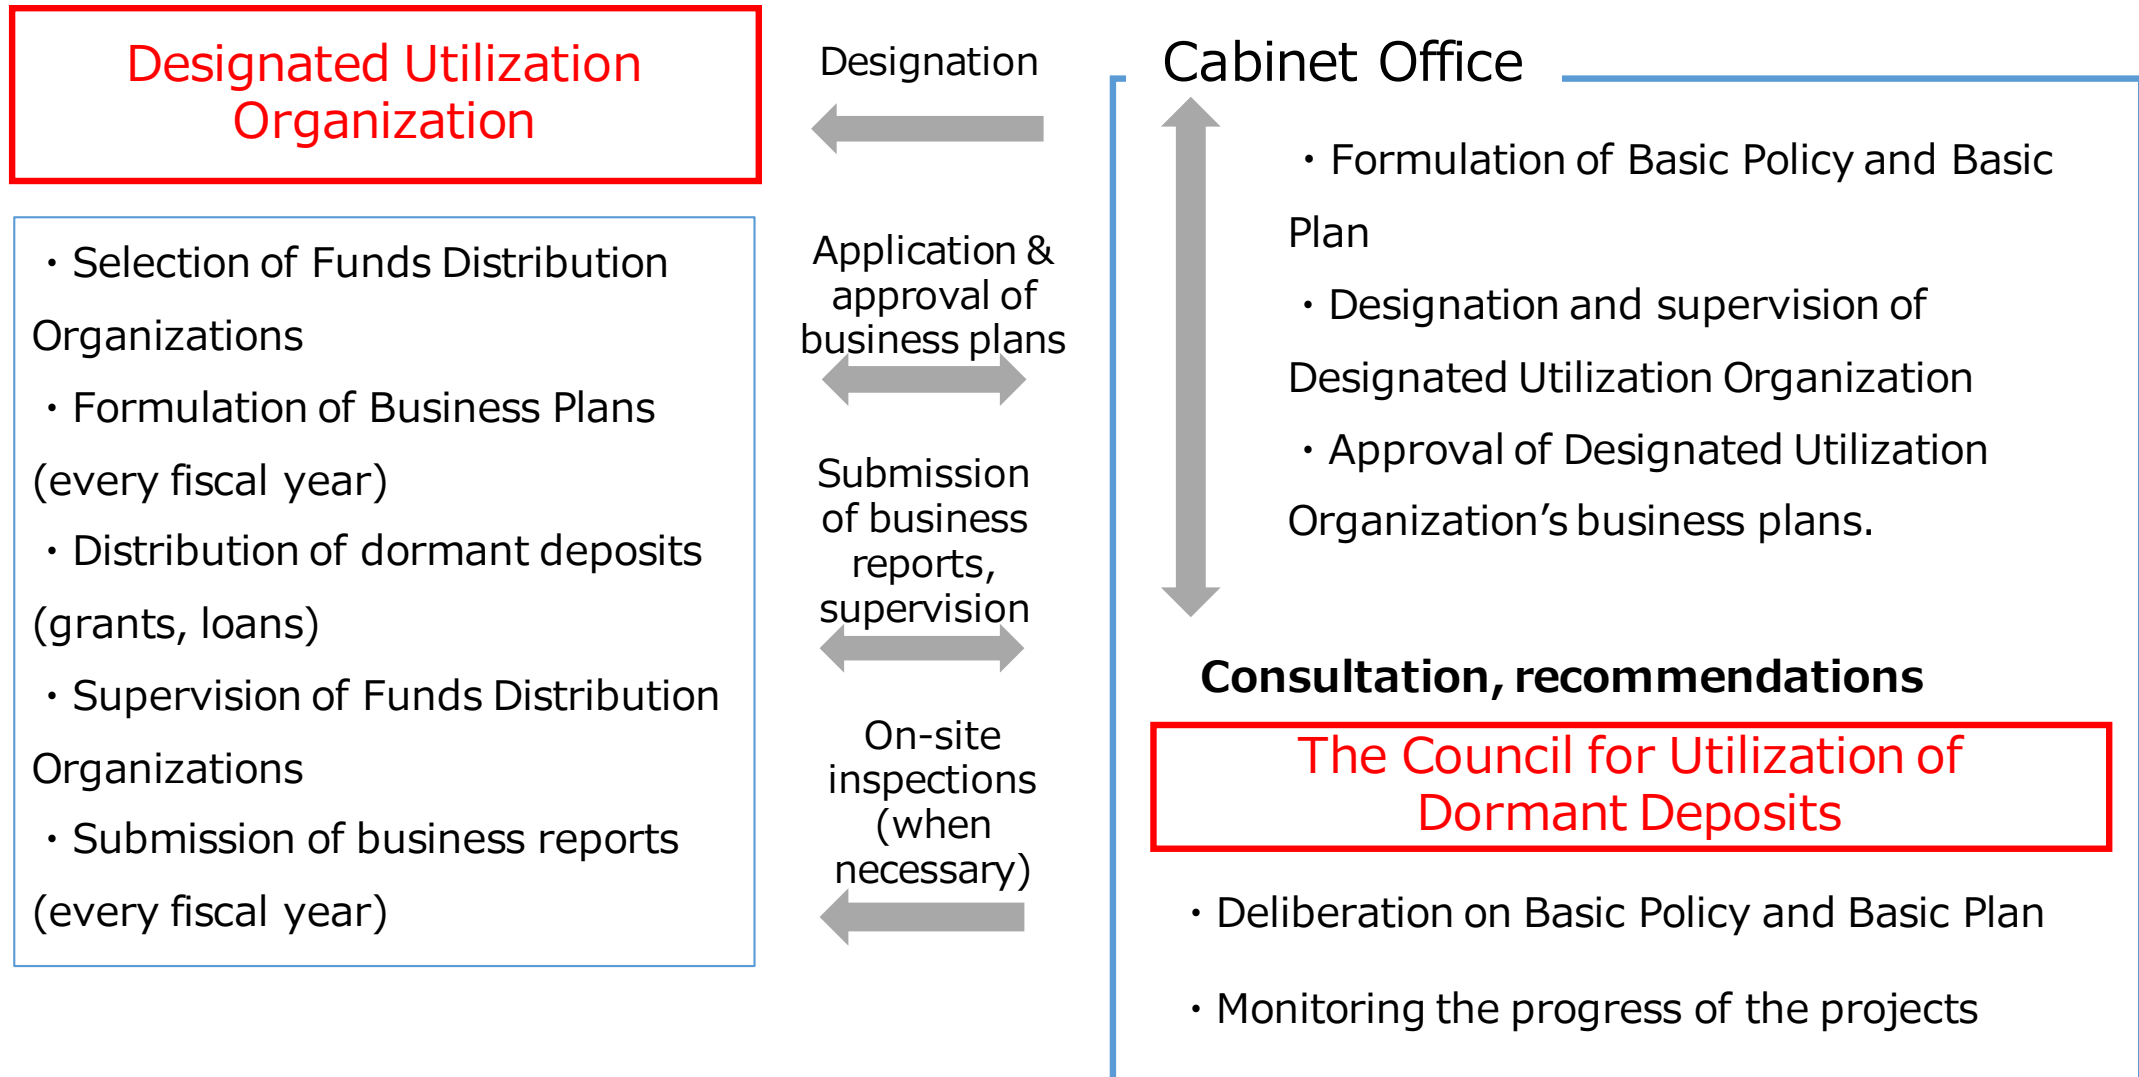 Designated Utilization
Organization
・Selection of Funds Distribution
Organizations
・Formulation of Business Plans
(every fiscal year)
・Distribution of dormant deposits
(grants, loans)
・Supervision of Funds Distribution
Organizations
・Submission of business reports
(every fiscal year)
Designation
Application &
approval of
business plans
Submission
of business
reports,
supervision
On-site
inspections
(when
necessary)
Cabinet Office
・Formulation of Basic Policy and Basic
Plan
・Designation and supervision of
Designated Utilization Organization
・Approval of Designated Utilization
Organization’s business plans.
Consultation, recommendations
The Council for Utilization of
Dormant Deposits
・Deliberation on Basic Policy and Basic Plan
・Monitoring the progress of the projects